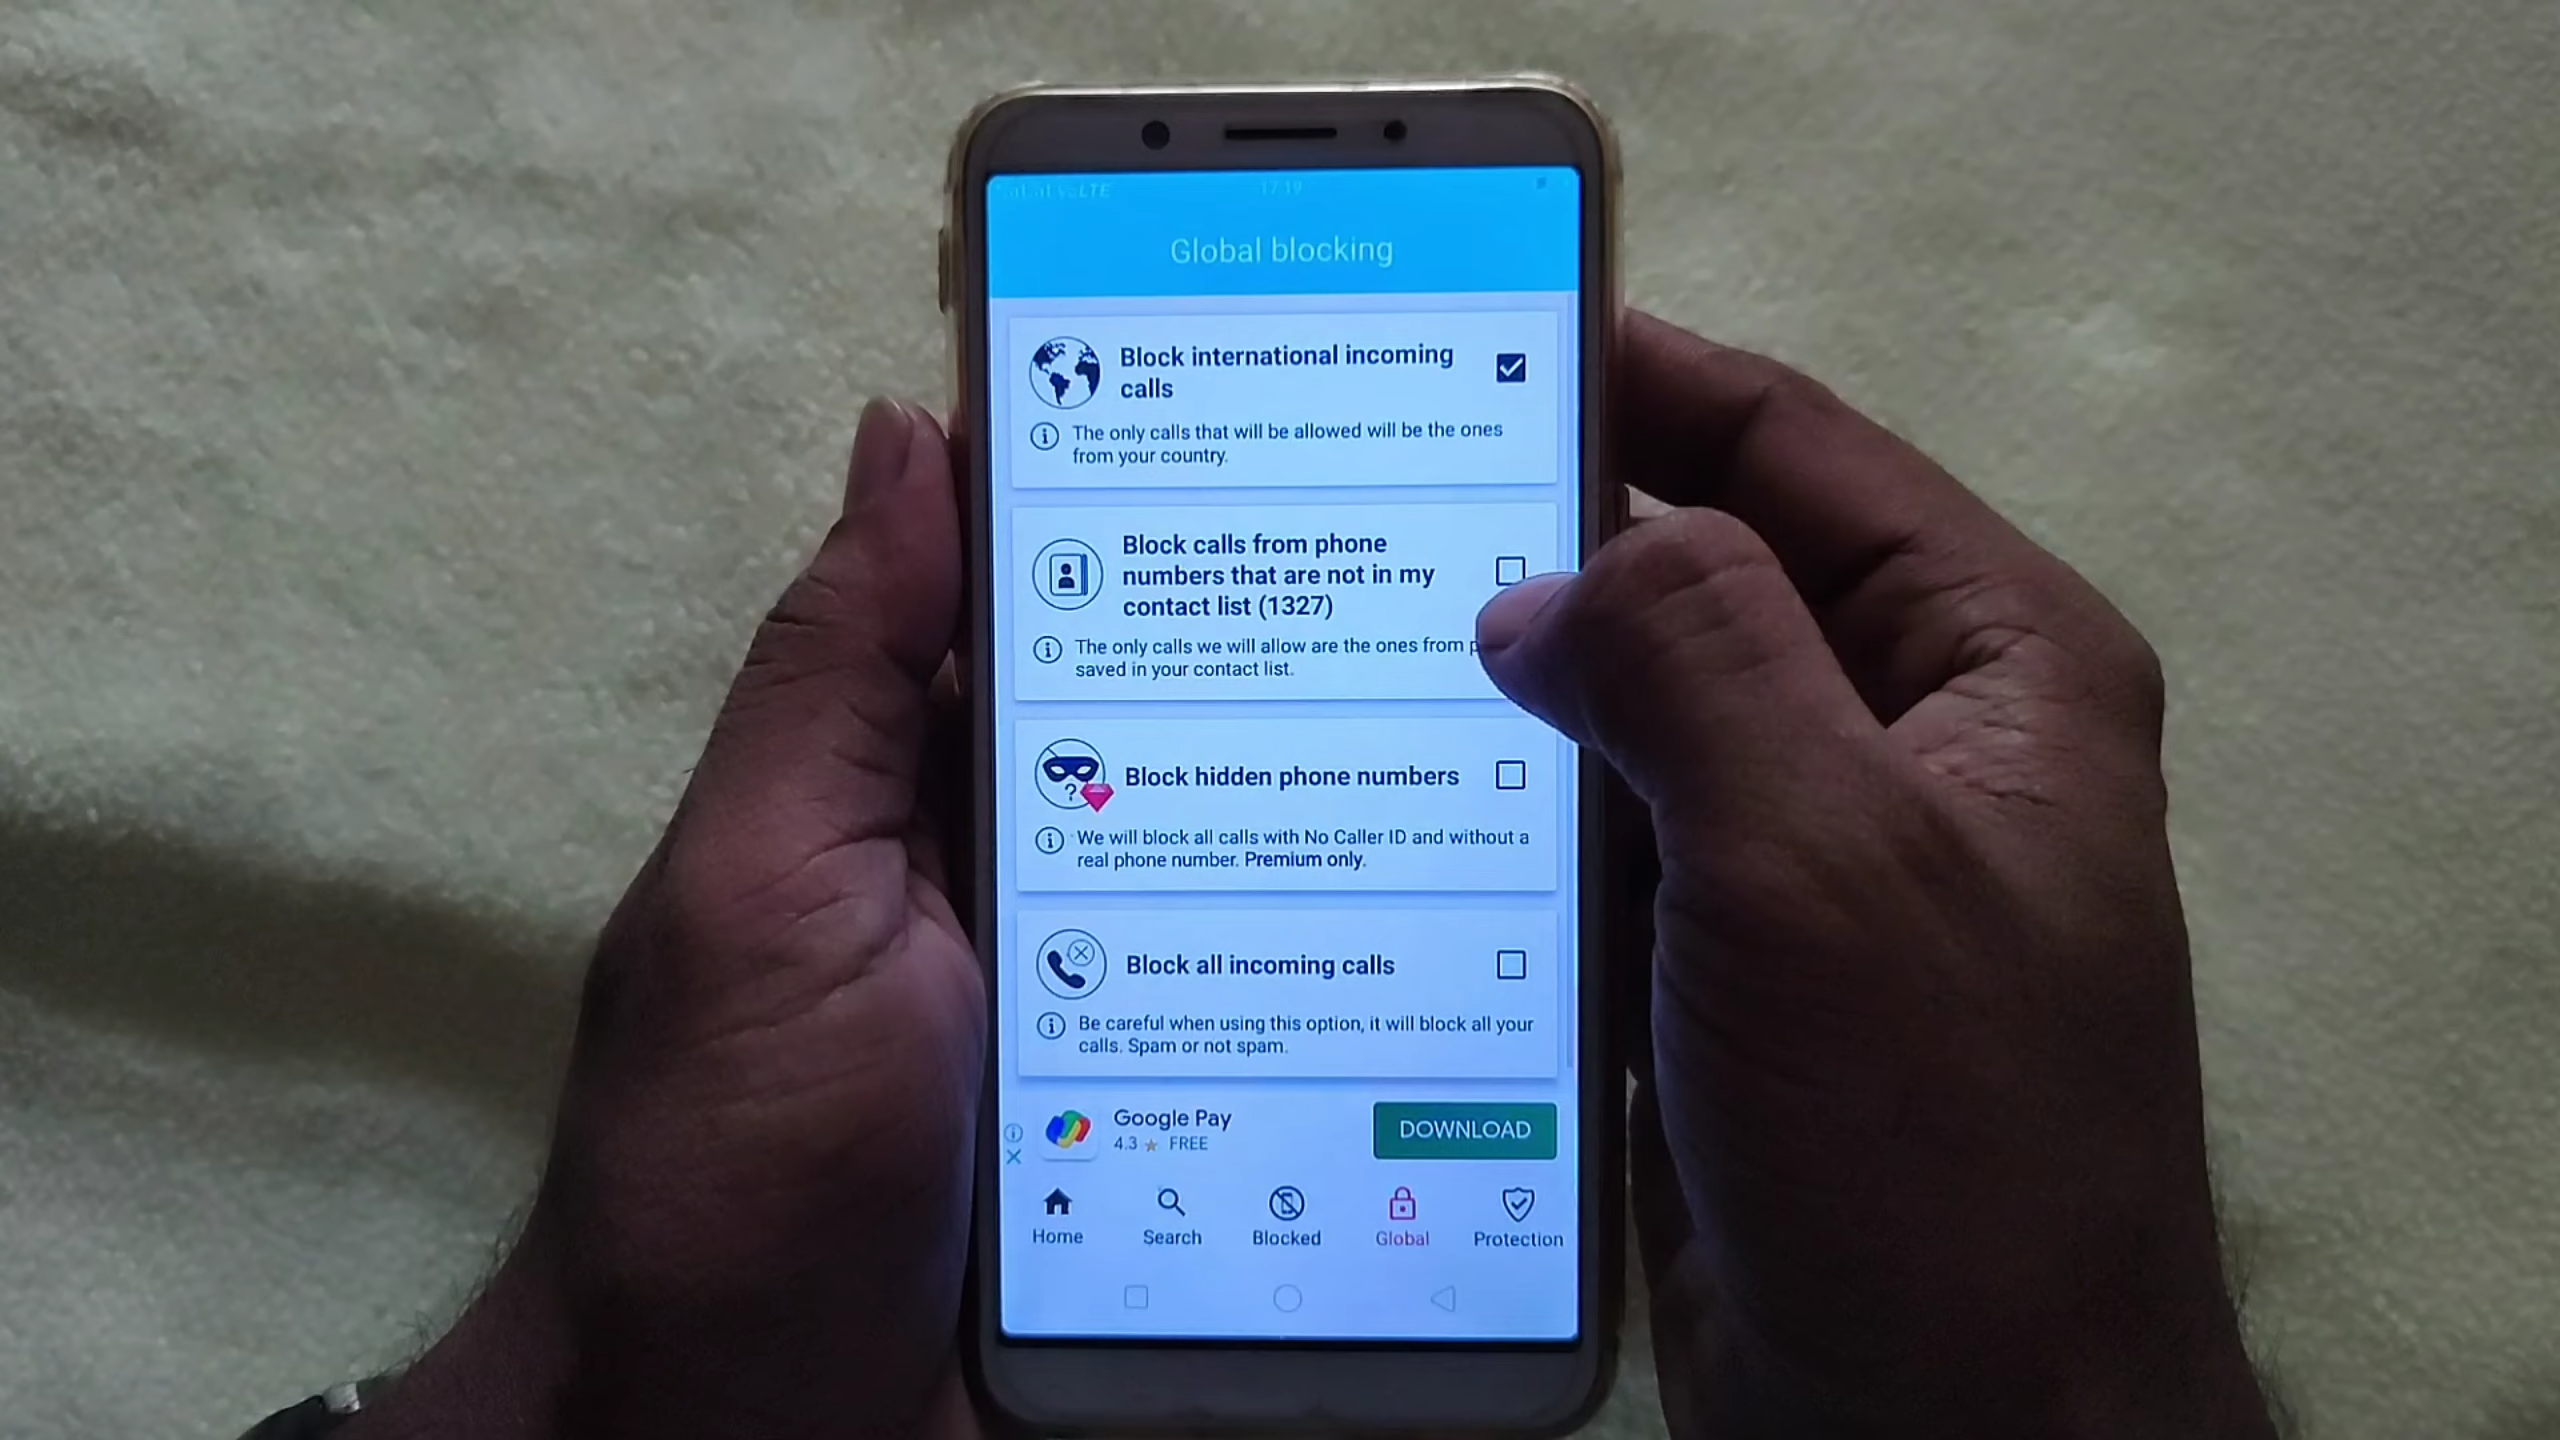 LTE 17:19
Global blocking
Block international incoming
calls
The only calls that will be allowed will be the ones
from your country.
Block calls from phone
numbers that are not in my
contact list (1327)
The only calls we will allow are the ones from
saved in your contact list.
?
Block hidden phone numbers
We will block all calls with No Caller ID and without a
real phone number. Premium only.
Block all incoming calls
Be careful when using this option, it will block all your
calls. Spam or not spam.
Google Pay
4.3 ★ FREE
DOWNLOAD
Home Search Blocked Global Protection